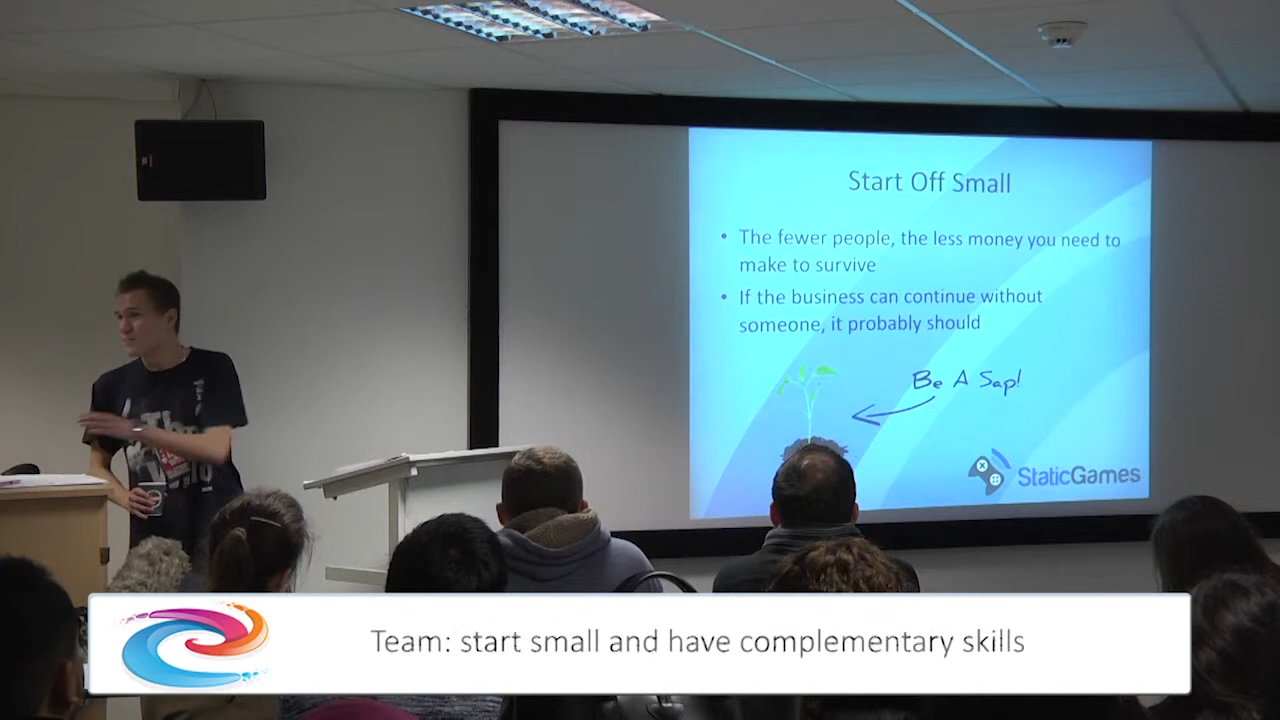 Start Off Small
• The fewer people, the less money you need to
make to survive
• If the business can continue without
someone, it probably should
Be A Sap!
StaticGames
Team: start small and have complementary skills